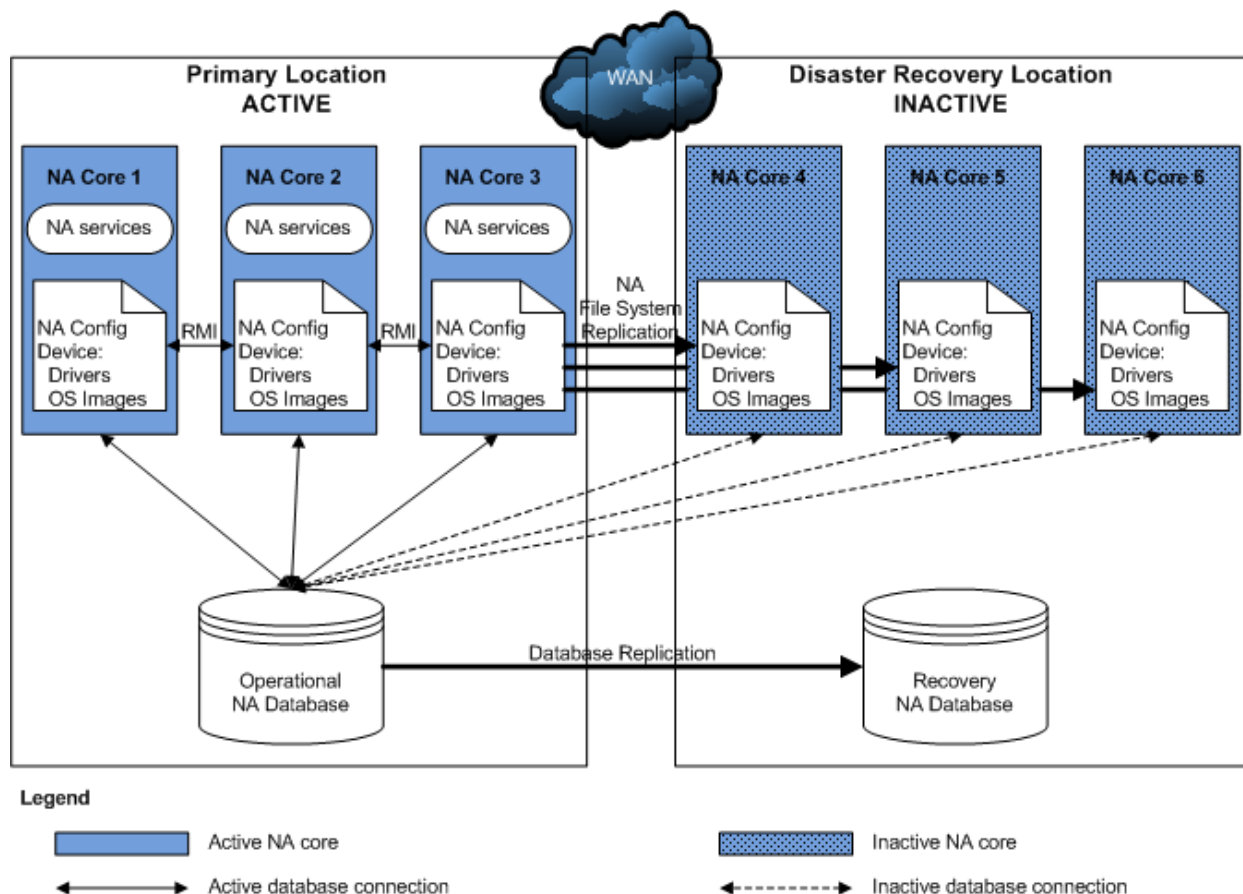 WAN
Primary Location
ACTIVE
Disaster Recovery Location
INACTIVE
NA Core 1
NA services
NA Config
Device:
Drivers
OS Images
RMI
NA Core 2
NA services
NA Config
Device:
Drivers
OS Images
RMI
NA Core 3
NA services
NA Config
Device:
Drivers
OS Images
NA
File System
Replication
NA Core 4
NA Config
Device:
Drivers
OS Images
NA Core 5
NA Config
Device:
Drivers
OS Images
NA Core 6
NA Config
Device:
Drivers
OS Images
Operational
NA Database
Database Replication
Recovery
NA Database
Legend
Active NA core
Inactive NA core
Active database connection
Inactive database connection